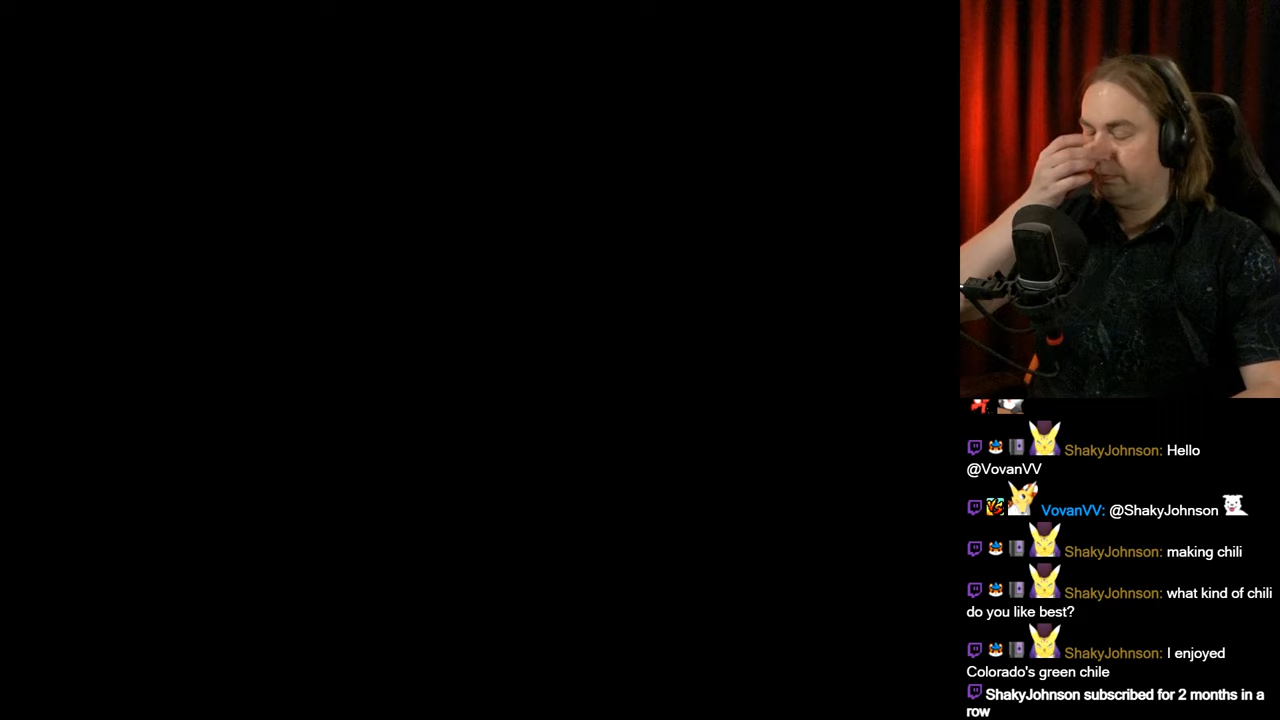 ShakyJohnson: Hello
@VovanVV
VovanVV: @ShakyJohnson
ShakyJohnson: making chili
ShakyJohnson: what kind of chili
do you like best?
ShakyJohnson: I enjoyed
Colorado's green chile
ShakyJohnson subscribed for 2 months in a
row